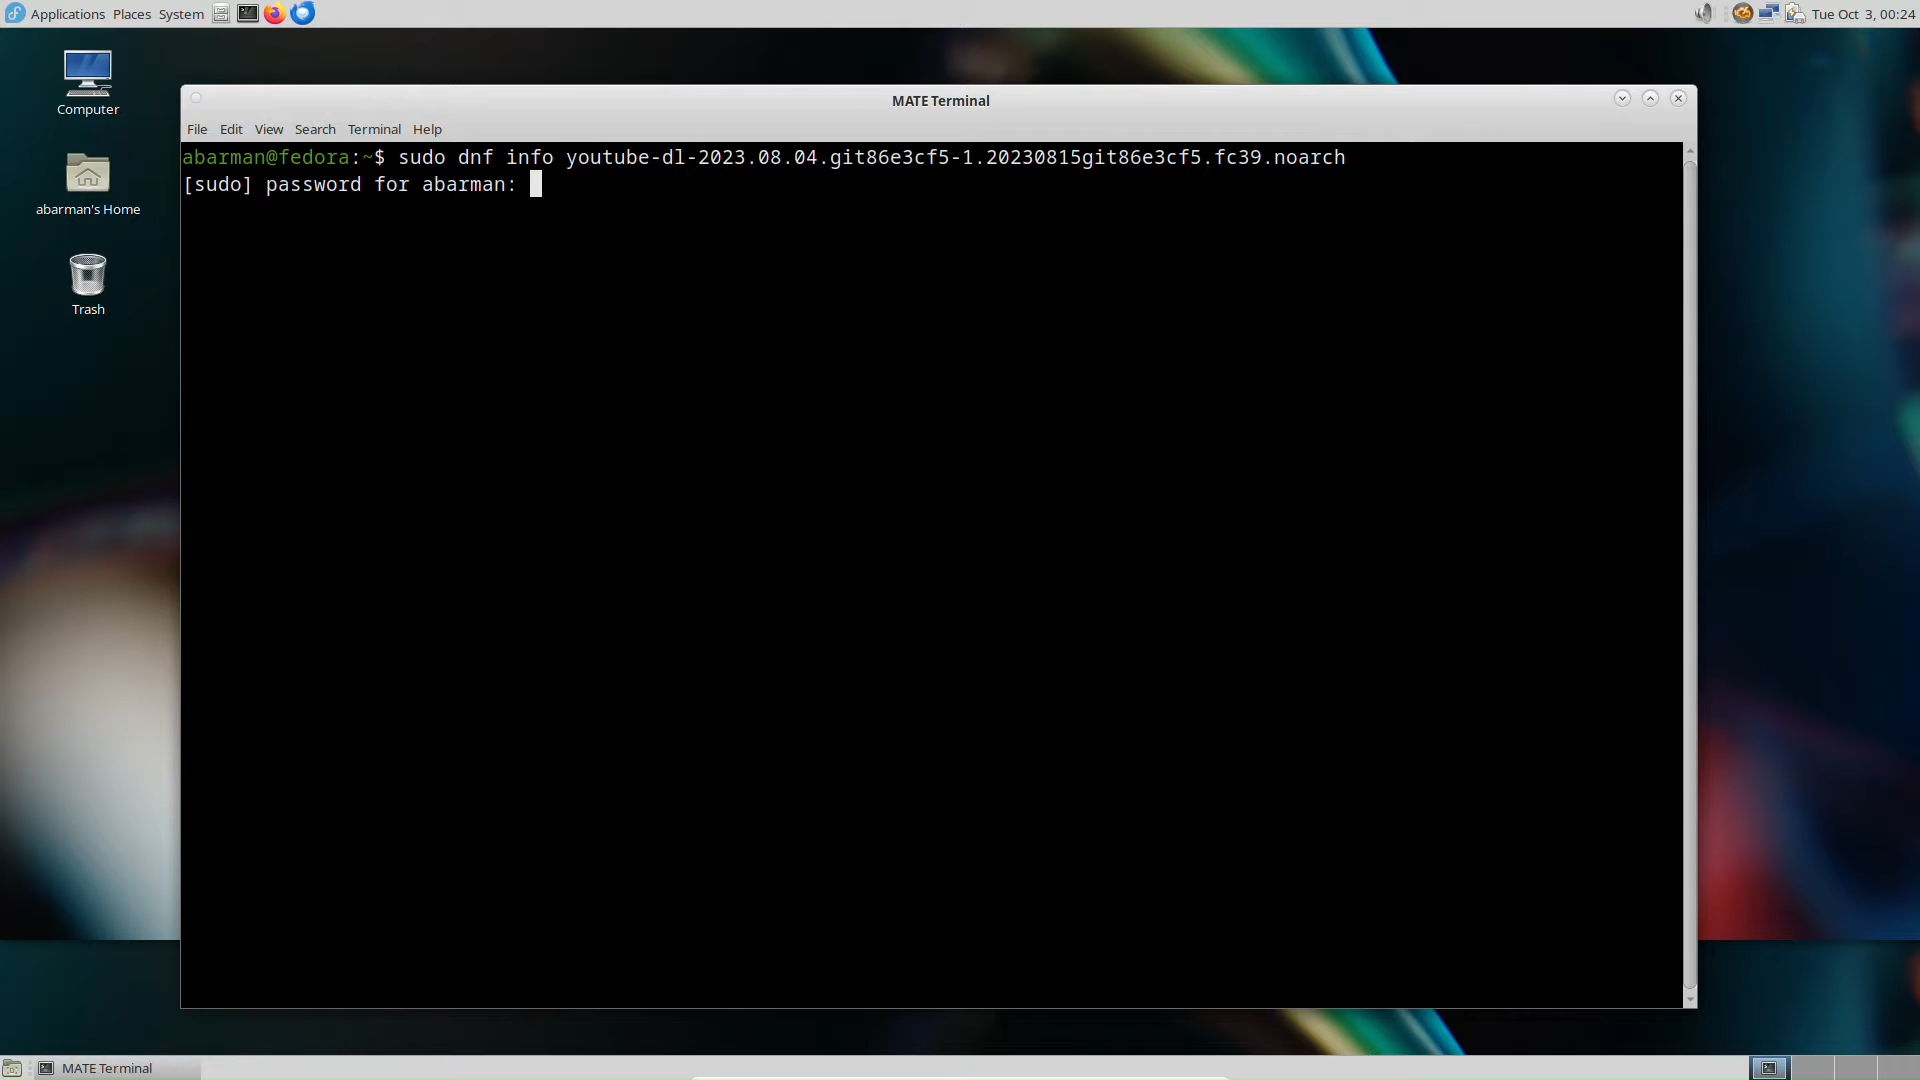 Applications Places System
Tue Oct 3, 00:24
Computer
abarman's Home
Trash
MATE Terminal
File Edit View Search Terminal Help
abarman@fedora:~$ sudo dnf info youtube-dl-2023.08.04.git86e3cf5-1.20230815git86e3cf5.fc39.noarch
[sudo] password for abarman:
MATE Terminal